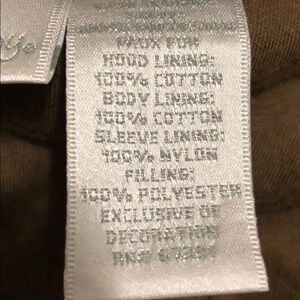 FAUX FUR
HOOD LINING:
100% COTTON
BODY LINING:
100% COTTON
SLEEVE LINING:
100% NYLON
FILLING:
100% POLYESTER
EXCLUSIVE OF
DECORATION